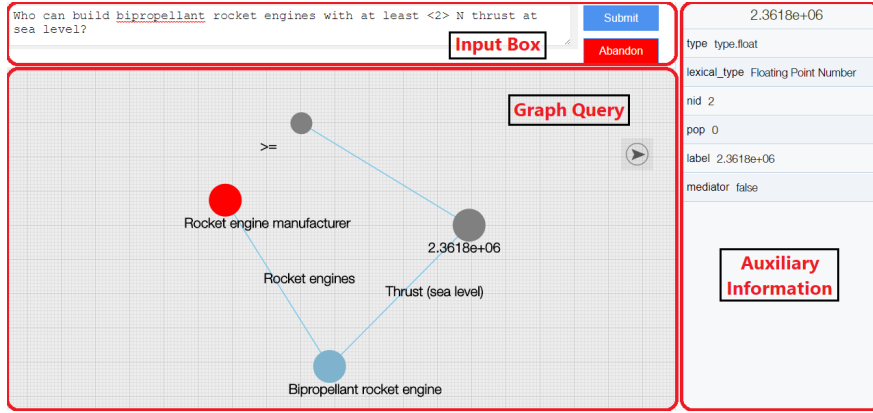 Who can build bipropellant rocket engines with at least <2> N thrust at
sea level?
Submit
Abandon
Input Box
Graph Query
>=
Rocket engine manufacturer
2.3618e+06
Rocket engines
Thrust (sea level)
Bipropellant rocket engine
2.3618e+06
type type.float
lexical_type Floating Point Number
nid 2
pop 0
label 2.3618e+06
mediator false
Auxiliary
Information